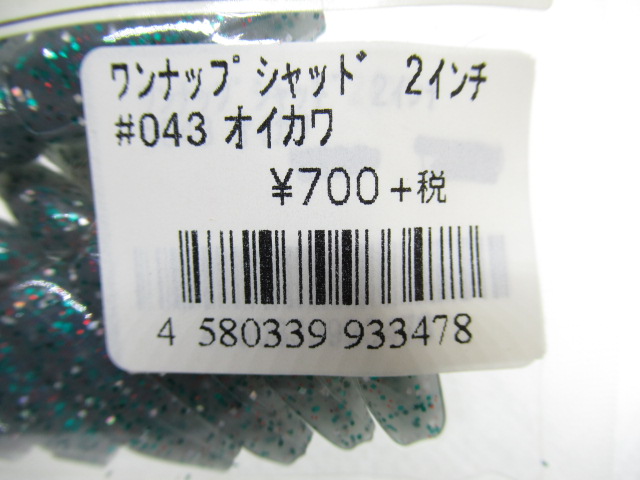 ﾜﾝﾅｯﾌﾟ ｼｬｯﾄﾞ 2ｲﾝﾁ
#043 オイカワ
¥700+税
4 580339 933478